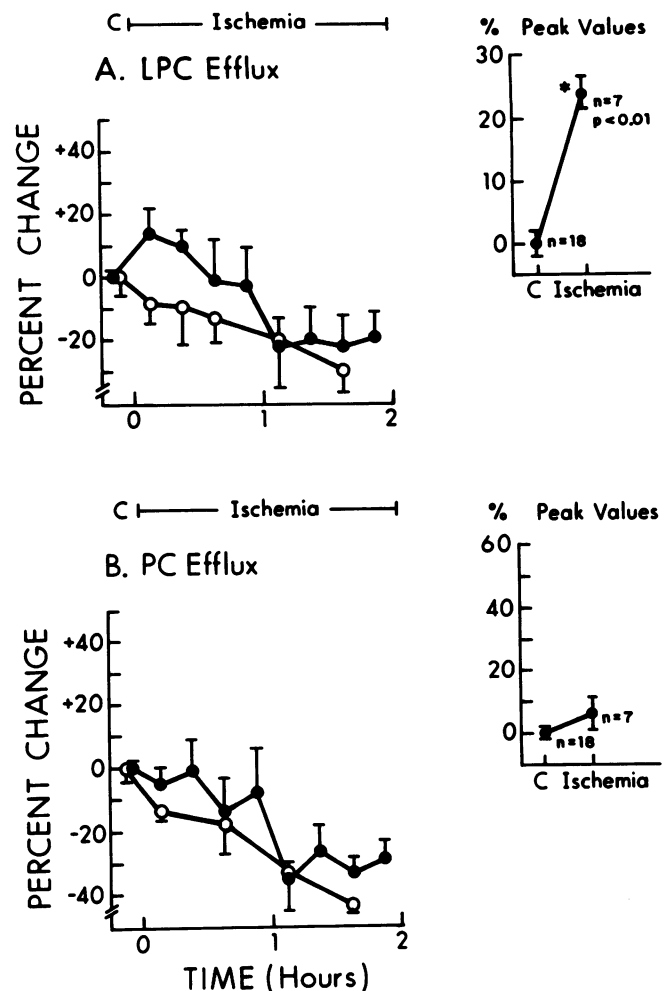 C Ischemia
A. LPC Efflux
PERCENT CHANGE
+40
+20
0
-20
0 1 2
% Peak Values
30
20
10
0
*
n=7
p<0.01
n=18
C Ischemia
C Ischemia
B. PC Efflux
PERCENT CHANGE
+40
+20
0
-20
-40
0 1 2
TIME (Hours)
% Peak Values
60
40
20
0
n=7
n=18
C Ischemia